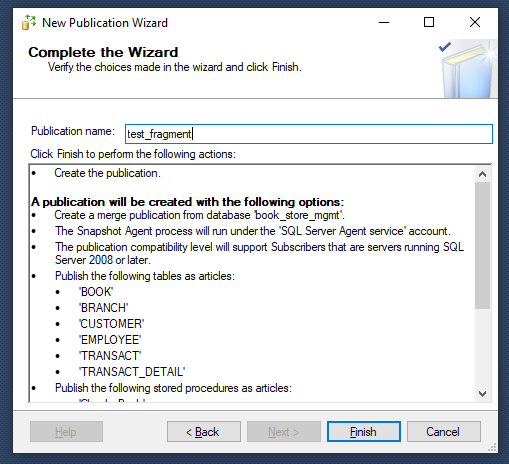 New Publication Wizard
Complete the Wizard
Verify the choices made in the wizard and click Finish.
Publication name: test_fragment
Click Finish to perform the following actions:
• Create the publication.
A publication will be created with the following options:
• Create a merge publication from database 'book_store_mgmt'.
• The Snapshot Agent process will run under the 'SQL Server Agent service' account.
• The publication compatibility level will support Subscribers that are servers running SQL
Server 2008 or later.
• Publish the following tables as articles:
• 'BOOK'
• 'BRANCH'
• 'CUSTOMER'
• 'EMPLOYEE'
• 'TRANSACT'
• 'TRANSACT_DETAIL'
• Publish the following stored procedures as articles:
Help
< Back
Next >
Finish
Cancel